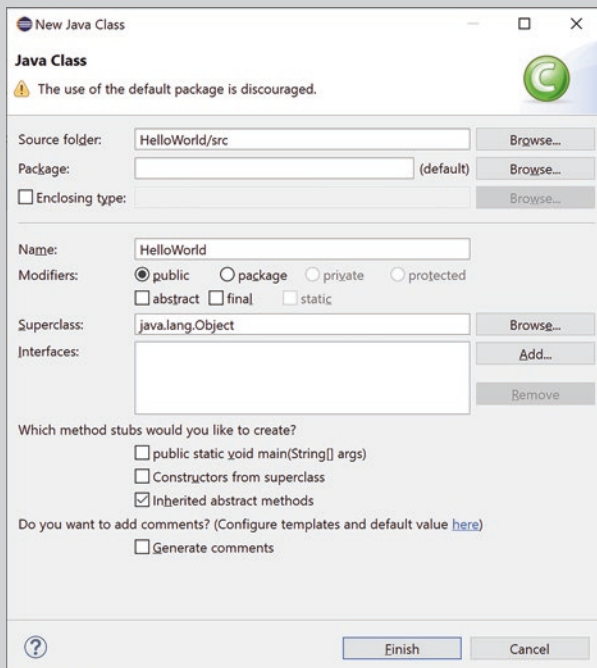 New Java Class
Java Class
The use of the default package is discouraged.
Source folder: HelloWorld/src Browse...
Package: (default) Browse...
Enclosing type: Browse...
Name: HelloWorld
Modifiers: public package private protected
abstract final static
Superclass: java.lang.Object Browse...
Interfaces: Add...
Remove
Which method stubs would you like to create?
public static void main(String[] args)
Constructors from superclass
Inherited abstract methods
Do you want to add comments? (Configure templates and default value here)
Generate comments
? Finish Cancel